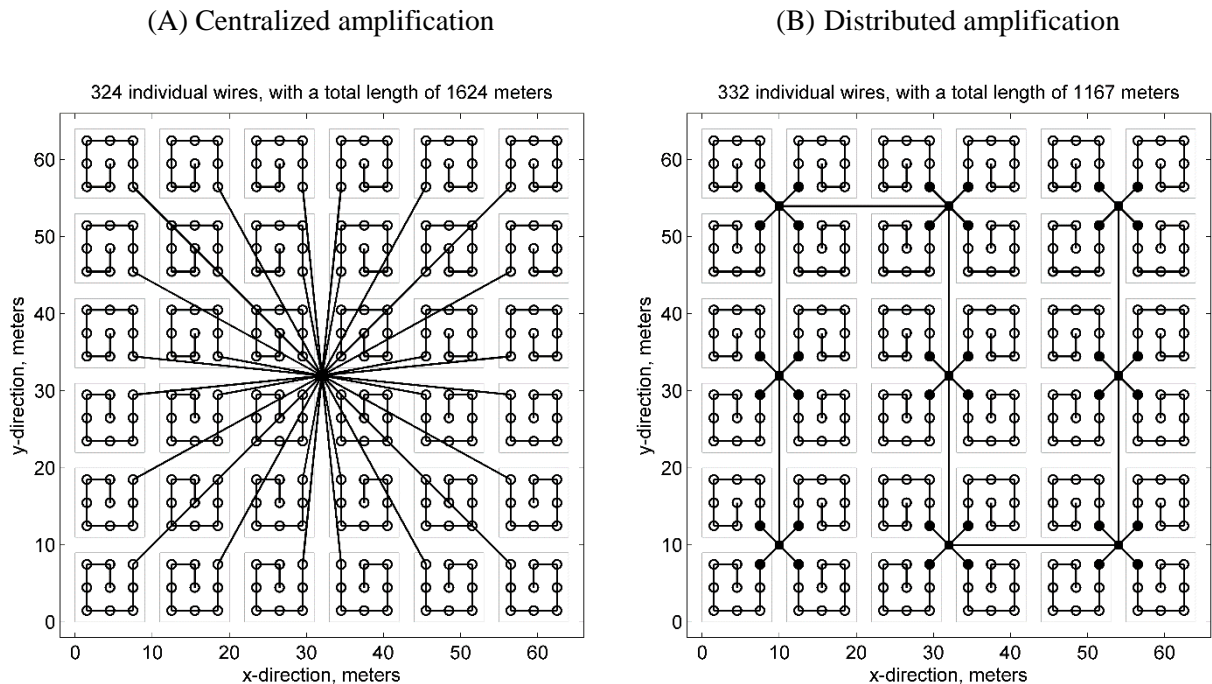 (A) Centralized amplification
(B) Distributed amplification
324 individual wires, with a total length of 1624 meters
60
50
40
30
20
10
0
y-direction, meters
0 10 20 30 40 50 60
x-direction, meters
332 individual wires, with a total length of 1167 meters
60
50
40
30
20
10
0
y-direction, meters
0 10 20 30 40 50 60
x-direction, meters